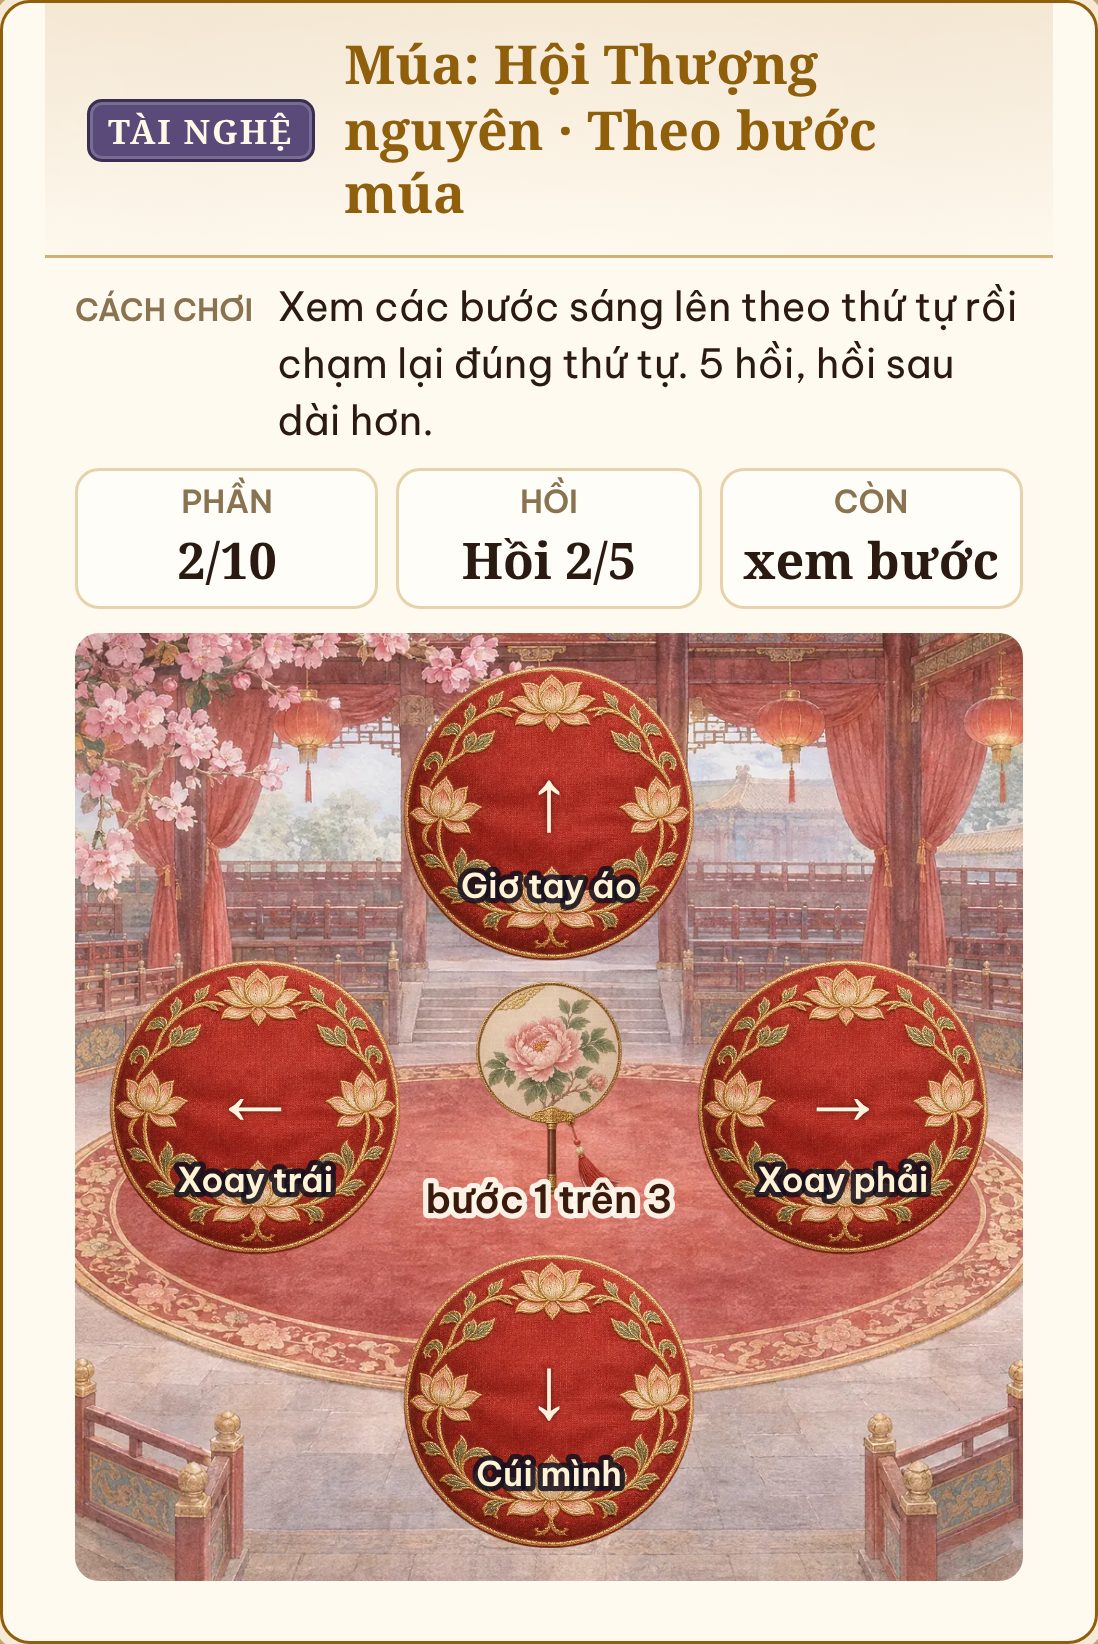 TÀI NGHỆ
Múa: Hội Thượng
nguyên · Theo bước
múa
CÁCH CHƠI
Xem các bước sáng lên theo thứ tự rồi
chạm lại đúng thứ tự. 5 hồi, hồi sau
dài hơn.
PHẦN
2/10
HỒI
Hồi 2/5
CÒN
xem bước
↑
Giơ tay áo
←
Xoay trái
→
Xoay phải
bước 1 trên 3
↓
Cúi mình